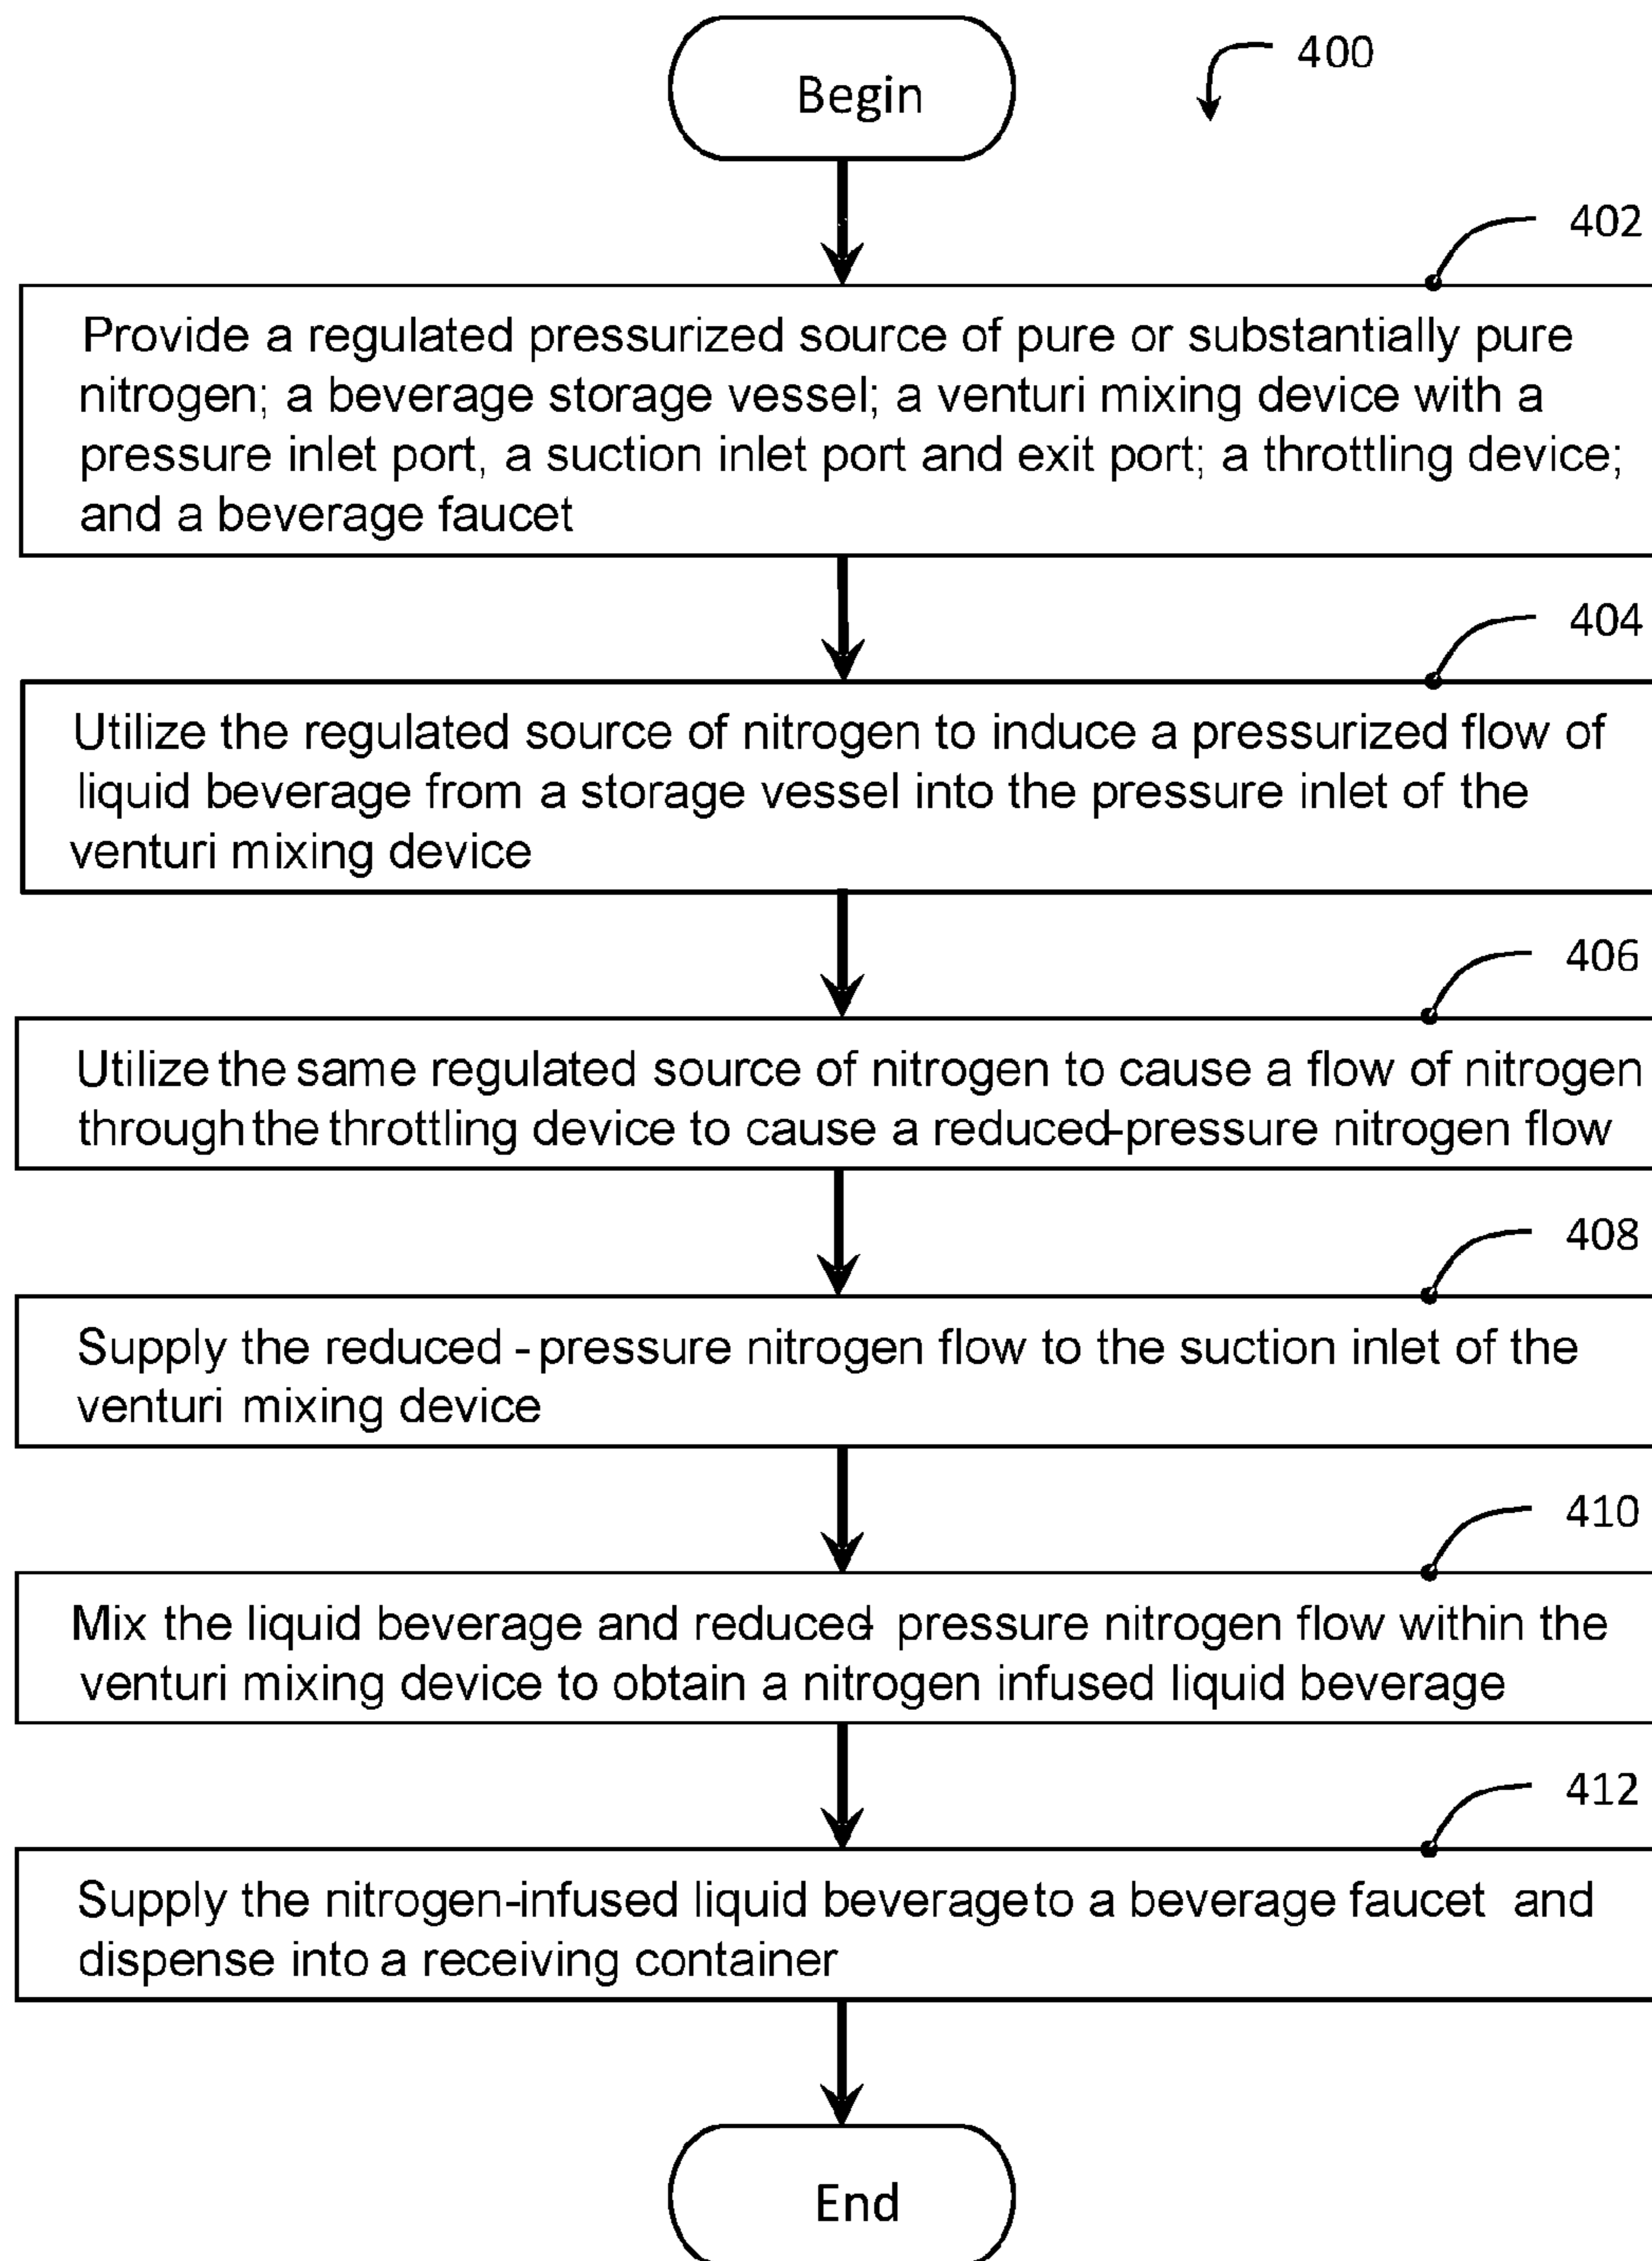 Begin
400
402
Provide a regulated pressurized source of pure or substantially pure
nitrogen; a beverage storage vessel; a venturi mixing device with a
pressure inlet port, a suction inlet port and exit port; a throttling device;
and a beverage faucet
404
Utilize the regulated source of nitrogen to induce a pressurized flow of
liquid beverage from a storage vessel into the pressure inlet of the
venturi mixing device
406
Utilize the same regulated source of nitrogen to cause a flow of nitrogen
through the throttling device to cause a reduced-pressure nitrogen flow
408
Supply the reduced - pressure nitrogen flow to the suction inlet of the
venturi mixing device
410
Mix the liquid beverage and reduced- pressure nitrogen flow within the
venturi mixing device to obtain a nitrogen infused liquid beverage
412
Supply the nitrogen-infused liquid beverage to a beverage faucet and
dispense into a receiving container
End